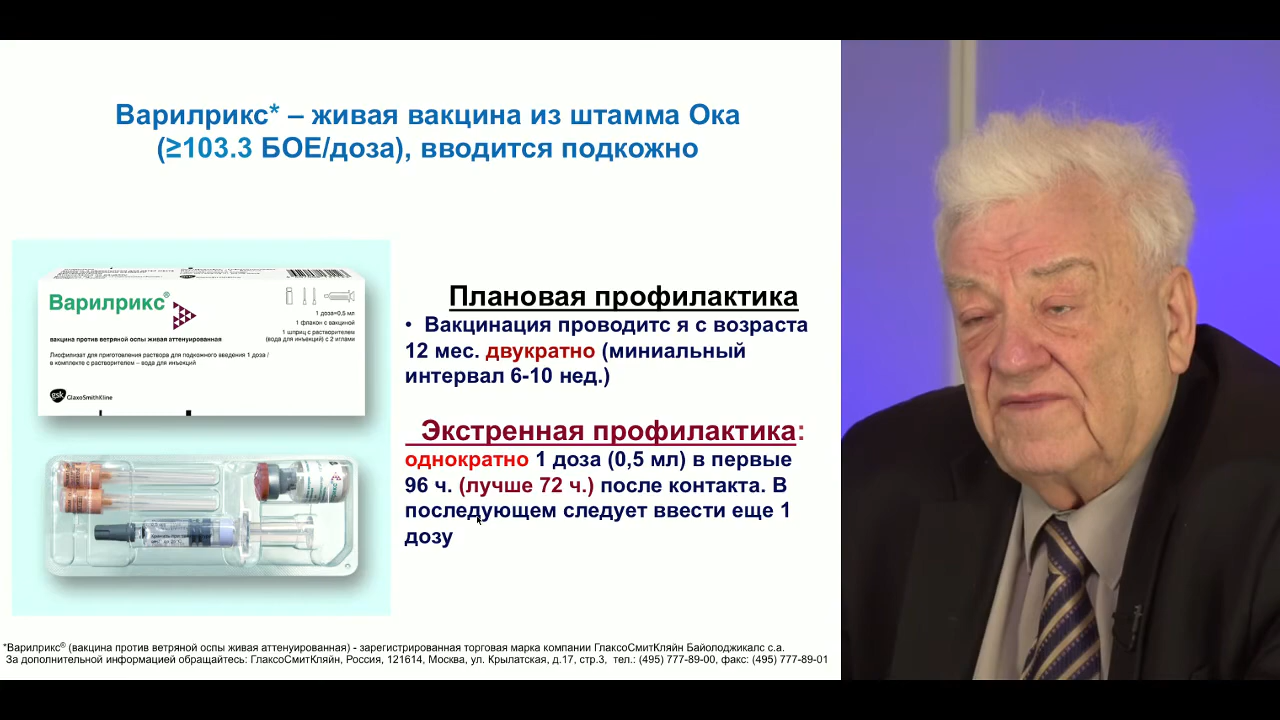 Варилрикс* – живая вакцина из штамма Ока
(≥103.3 БОЕ/доза), вводится подкожно
Варилрикс®
1 доза=0.5 мл
1 флакон с вакциной
1 шприц с растворителем
(вода для инъекций) с 2 иглами
вакцина против ветряной оспы живая аттенуированная
Лиофилизат для приготовления раствора для подкожного введения 1 доза /
в комплекте с растворителем – вода для инъекций
gsk GlaxoSmithKline
Плановая профилактика
• Вакцинация проводитс я с возраста
12 мес. двукратно (миниальный
интервал 6-10 нед.)
Экстренная профилактика:
однократно 1 доза (0,5 мл) в первые
96 ч. (лучше 72 ч.) после контакта. В
последующем следует ввести еще 1
дозу
*Варилрикс® (вакцина против ветряной оспы живая аттенуированная) - зарегистрированная торговая марка компании ГлаксоСмитКляйн Байолоджикалс с.а.
За дополнительной информацией обращайтесь: ГлаксоСмитКляйн, Россия, 121614, Москва, ул. Крылатская, д.17, стр.3, тел.: (495) 777-89-00, факс: (495) 777-89-01